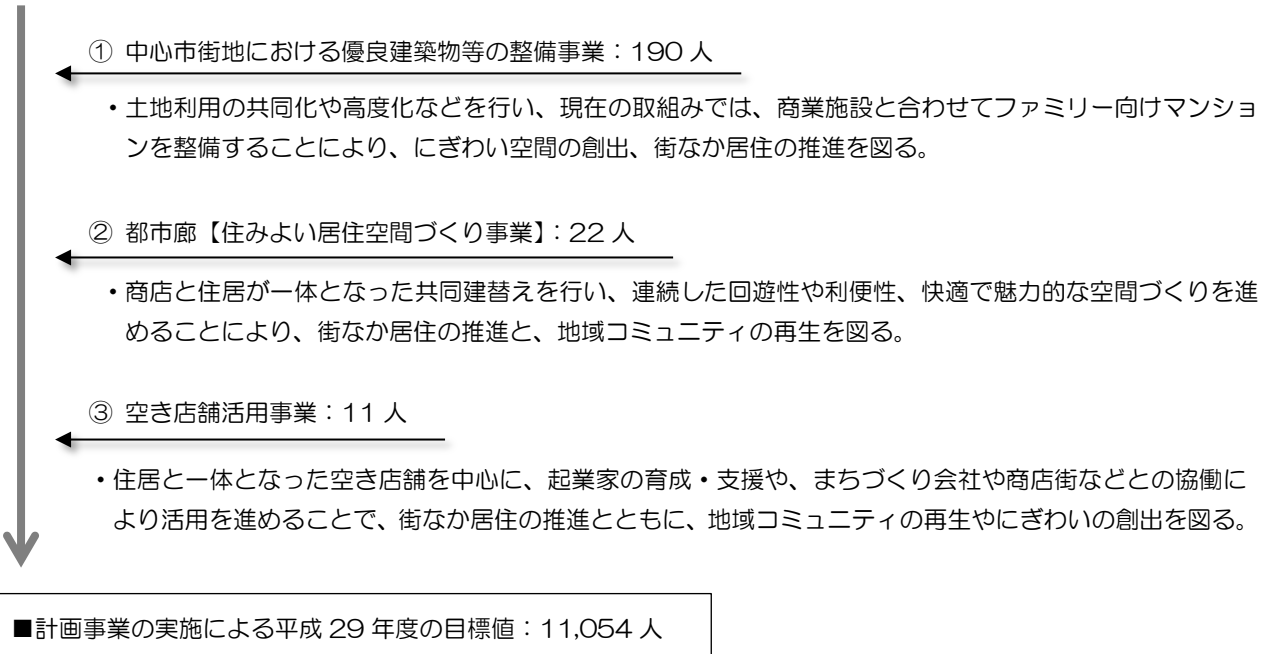 ① 中心市街地における優良建築物等の整備事業：190 人
・土地利用の共同化や高度化などを行い、現在の取組みでは、商業施設と合わせてファミリー向けマンショ
ンを整備することにより、にぎわい空間の創出、街なか居住の推進を図る。
② 都市廊【住みよい居住空間づくり事業】：22 人
・商店と住居が一体となった共同建替えを行い、連続した回遊性や利便性、快適で魅力的な空間づくりを進
めることにより、街なか居住の推進と、地域コミュニティの再生を図る。
③ 空き店舗活用事業：11 人
・住居と一体となった空き店舗を中心に、起業家の育成・支援や、まちづくり会社や商店街などとの協働に
より活用を進めることで、街なか居住の推進とともに、地域コミュニティの再生やにぎわいの創出を図る。
■計画事業の実施による平成 29 年度の目標値：11,054 人